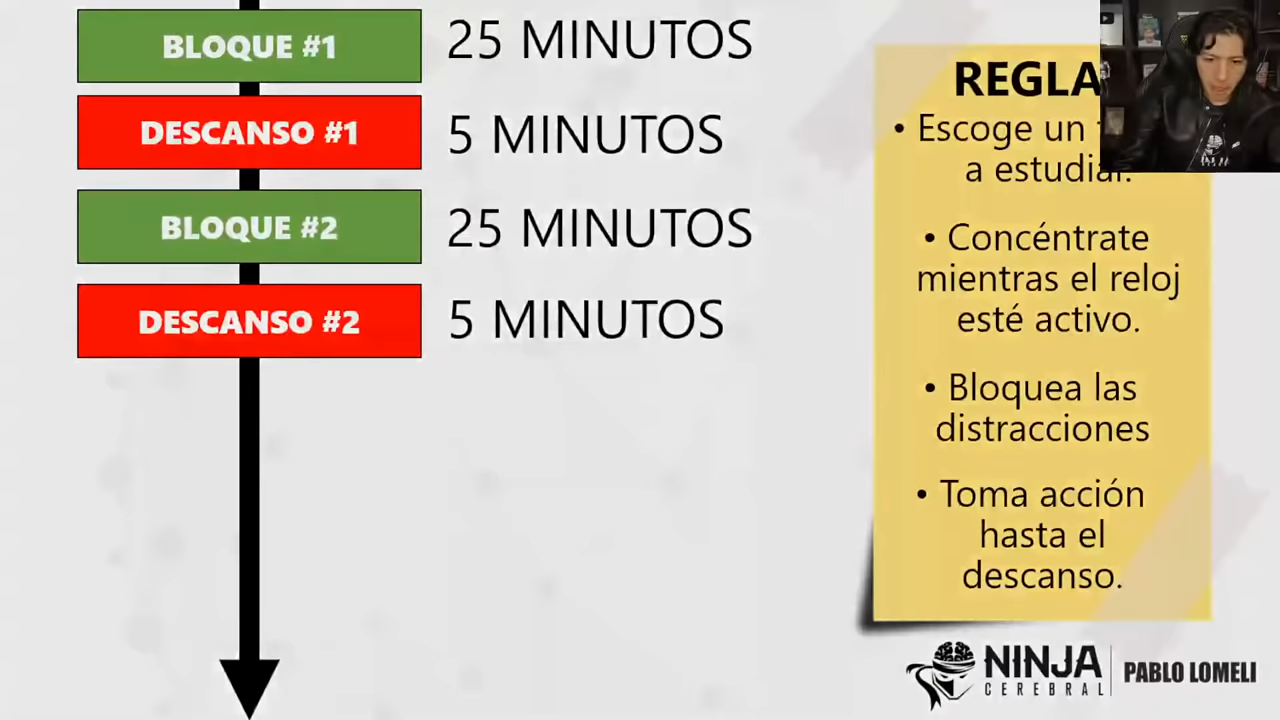 BLOQUE #1
25 MINUTOS
DESCANSO #1
5 MINUTOS
BLOQUE #2
25 MINUTOS
DESCANSO #2
5 MINUTOS
• Escoge un
a estudiar.
• Concéntrate
mientras el reloj
esté activo.
• Bloquea las
distracciones
• Toma acción
hasta el
descanso.
NINJA
CEREBRAL
PABLO LOMELI